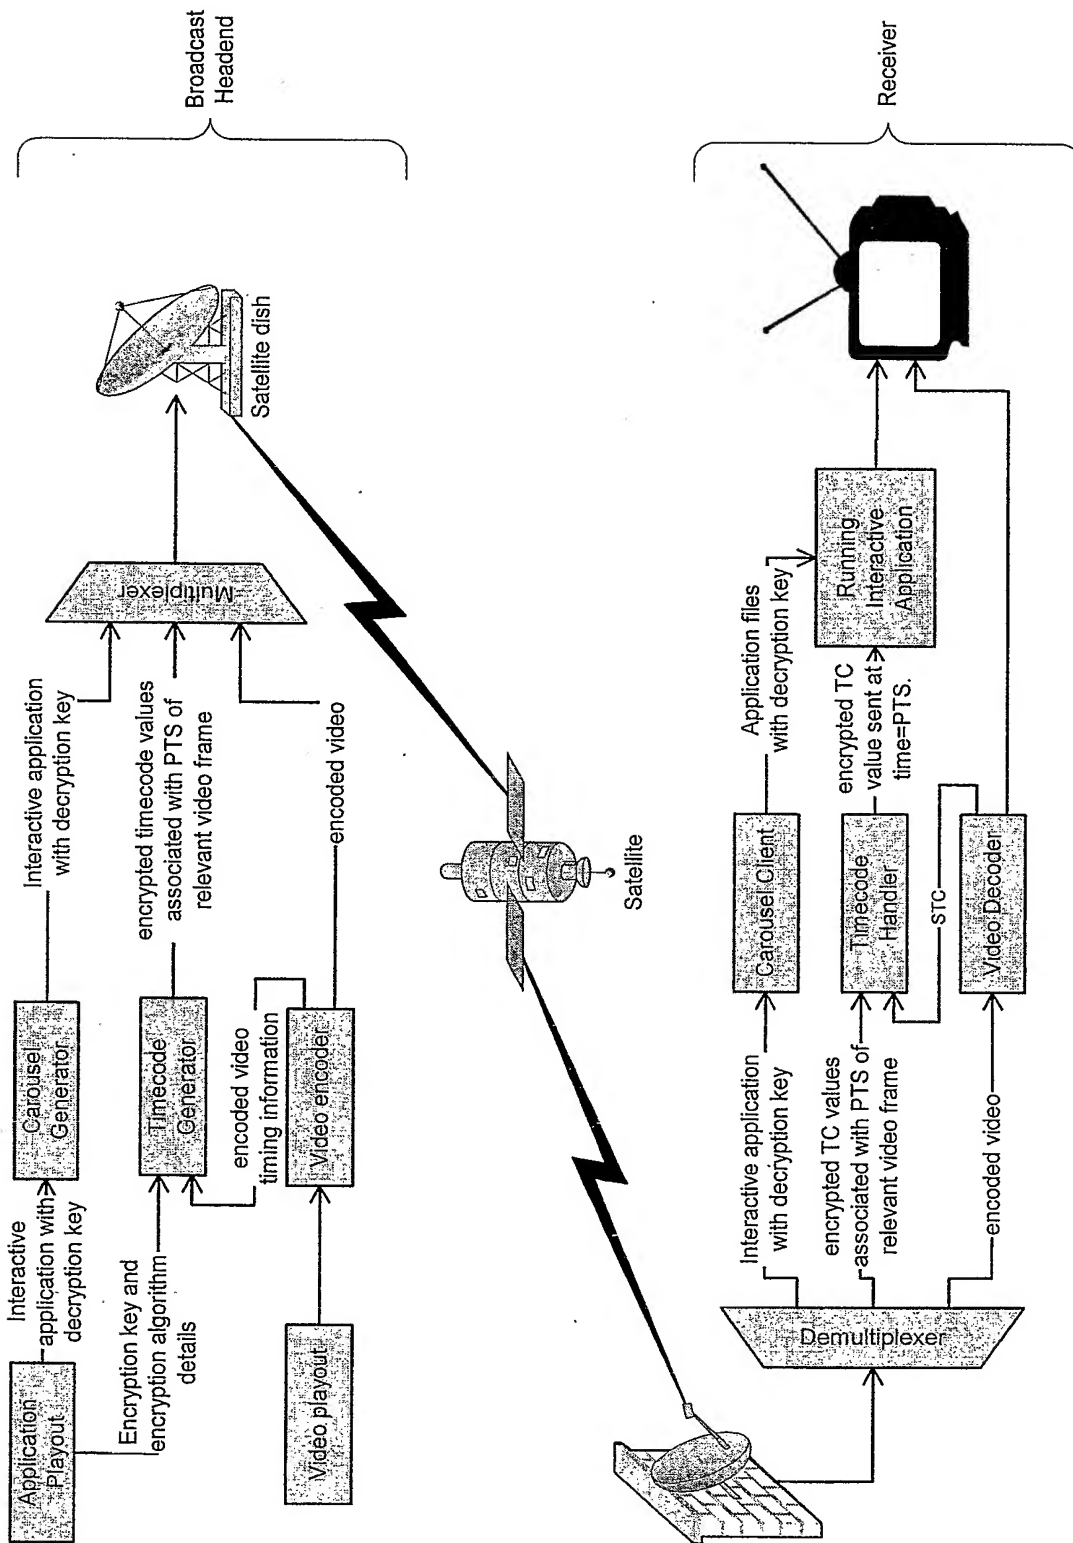 Application
Playout
Interactive
application with
decryption key
Carousel
Generator
Interactive application
with decryption key
Encryption key and
encryption algorithm
details
Timecode
Generator
encrypted timecode values
associated with PTS of
relevant video frame
encoded video
timing information
Video playout
Video encoder
encoded video
Multiplexer
Satellite dish
Broadcast
Headend
Satellite
Demultiplexer
Interactive application
with decryption key
Carousel Client
Application files
with decryption key
encrypted TC values
associated with PTS of
relevant video frame
Timecode
Handler
encrypted TC
value sent at
time=PTS.
STC
encoded video
Video Decoder
Running
Interactive
Application
Receiver